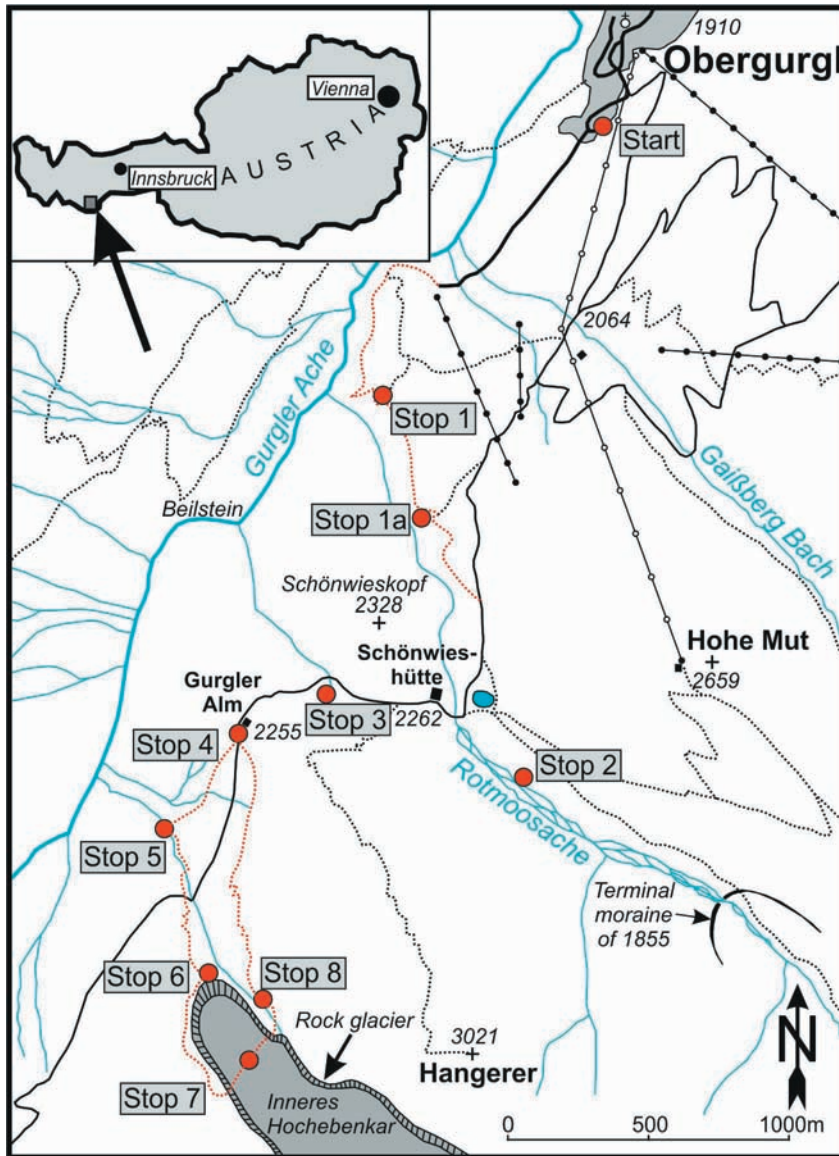 1910
Obergurgl
Vienna
AUSTRIA
Innsbruck
Start
2064
Gurgler Ache
Stop 1
Gaißberg Bach
Beilstein
Stop 1a
Schönwieskopf
2328
Schönwies-
hütte
Hohe Mut
2659
Gurgler
Alm
Stop 3
2262
2255
Stop 4
Stop 2
Rotmoosache
Stop 5
Terminal
moraine
of 1855
Stop 6
Stop 8
Rock glacier
3021
Hangerer
N
Stop 7
Inneres
Hochebenkar
0 500 1000m